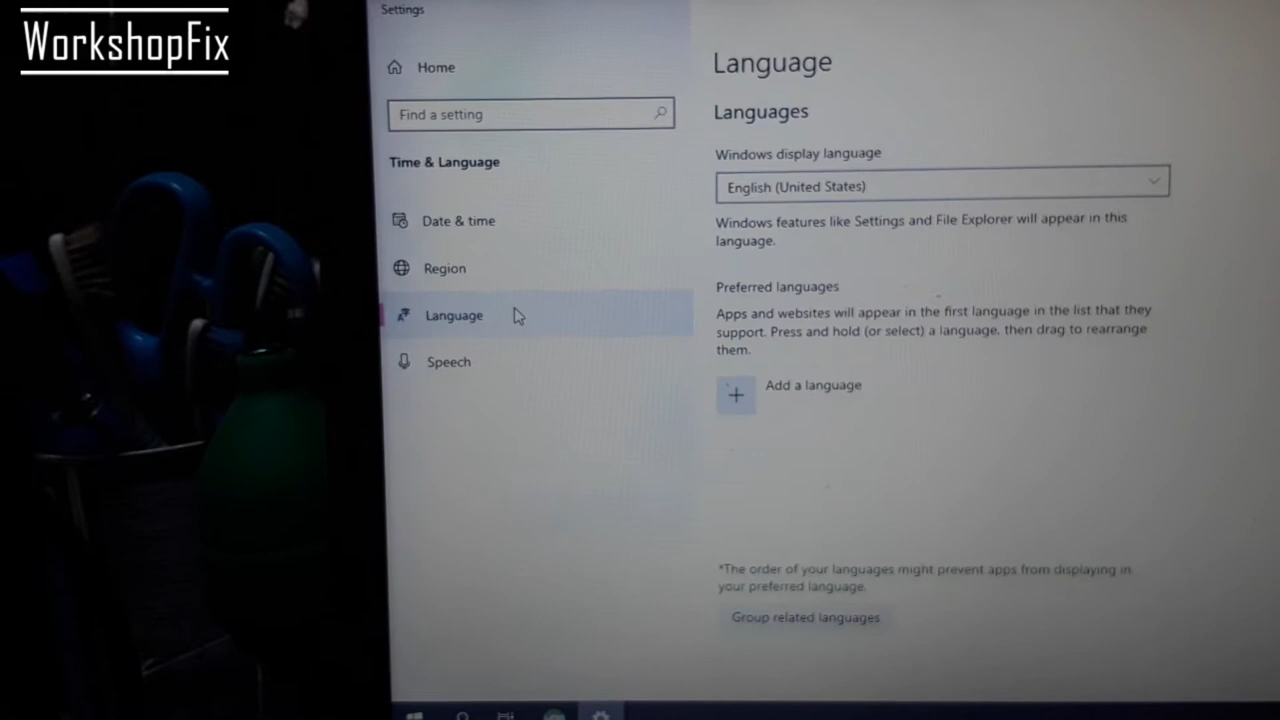 WorkshopFix
Settings
Home
Find a setting
Time & Language
Date & time
Region
Language
Speech
Language
Languages
Windows display language
English (United States)
Windows features like Settings and File Explorer will appear in this
language.
Preferred languages
Apps and websites will appear in the first language in the list that they
support. Press and hold (or select) a language, then drag to rearrange
them.
Add a language
*The order of your languages might prevent apps from displaying in
your preferred language.
Group related languages